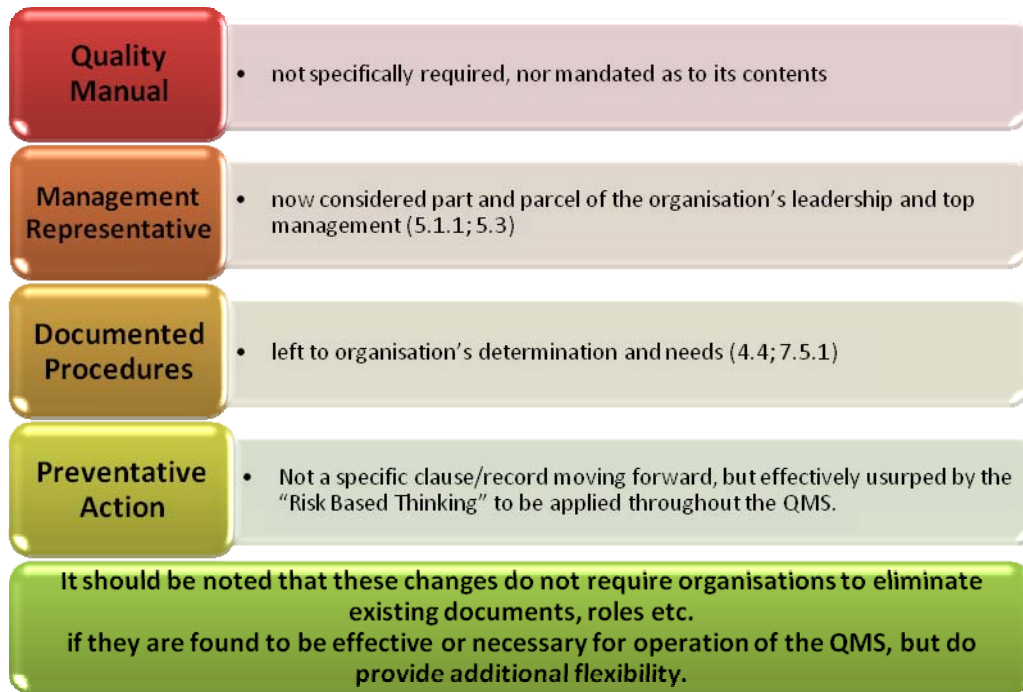 Quality
Manual
• not specifically required, nor mandated as to its contents
Management
Representative
• now considered part and parcel of the organisation's leadership and top
management (5.1.1; 5.3)
Documented
Procedures
• left to organisation's determination and needs (4.4; 7.5.1)
Preventative
Action
• Not a specific clause/record moving forward, but effectively usurped by the
“Risk Based Thinking” to be applied throughout the QMS.
It should be noted that these changes do not require organisations to eliminate
existing documents, roles etc.
if they are found to be effective or necessary for operation of the QMS, but do
provide additional flexibility.